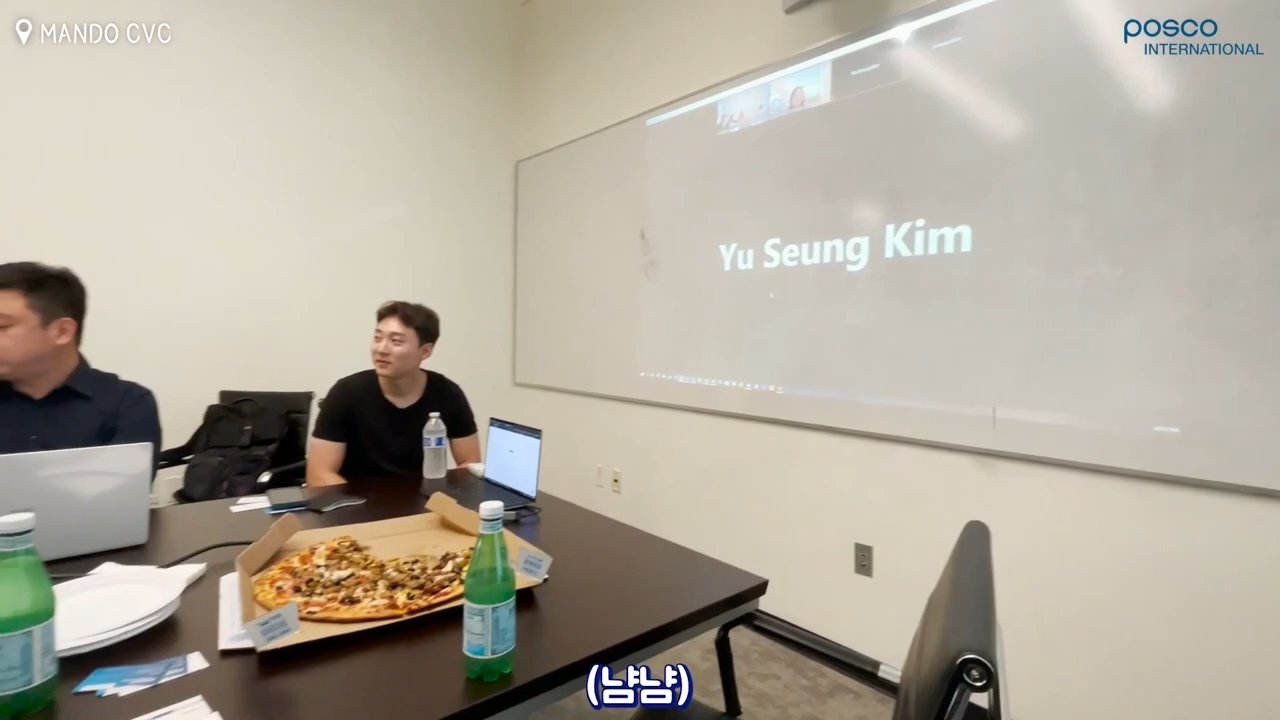 MANDO CVC
posco
INTERNATIONAL
Yu Seung Kim
(냠냠)